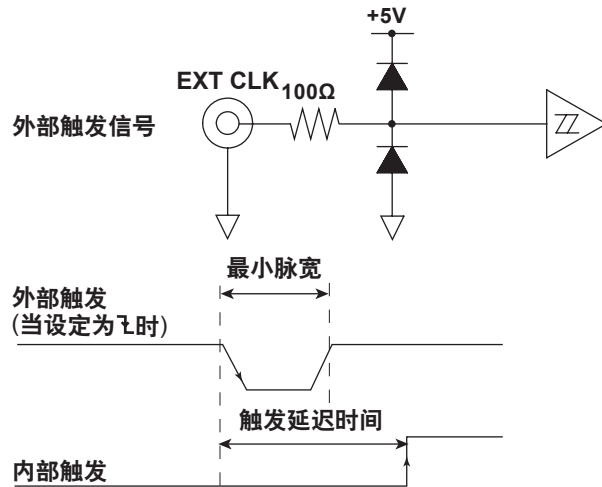 +5V
EXT CLK
100Ω
外部触发信号
最小脉宽
外部触发
(当设定为时)
触发延迟时间
内部触发